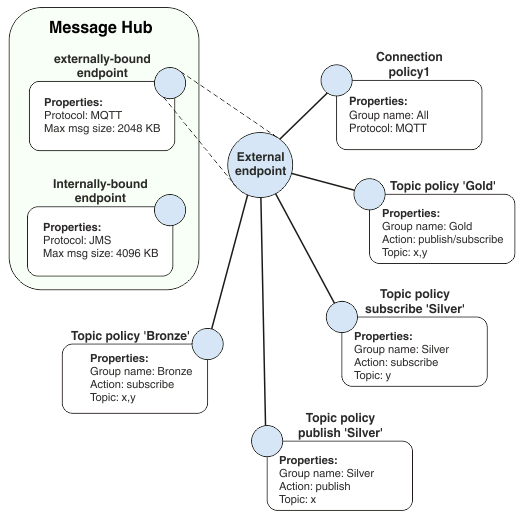 Message Hub
externally-bound
endpoint
Properties:
Protocol: MQTT
Max msg size: 2048 KB
Internally-bound
endpoint
Properties:
Protocol: JMS
Max msg size: 4096 KB
External
endpoint
Connection
policy1
Properties:
Group name: All
Protocol: MQTT
Topic policy 'Gold'
Properties:
Group name: Gold
Action: publish/subscribe
Topic: x,y
Topic policy
subscribe 'Silver'
Properties:
Group name: Silver
Action: subscribe
Topic: y
Topic policy 'Bronze'
Properties:
Group name: Bronze
Action: subscribe
Topic: x,y
Topic policy
publish 'Silver'
Properties:
Group name: Silver
Action: publish
Topic: x